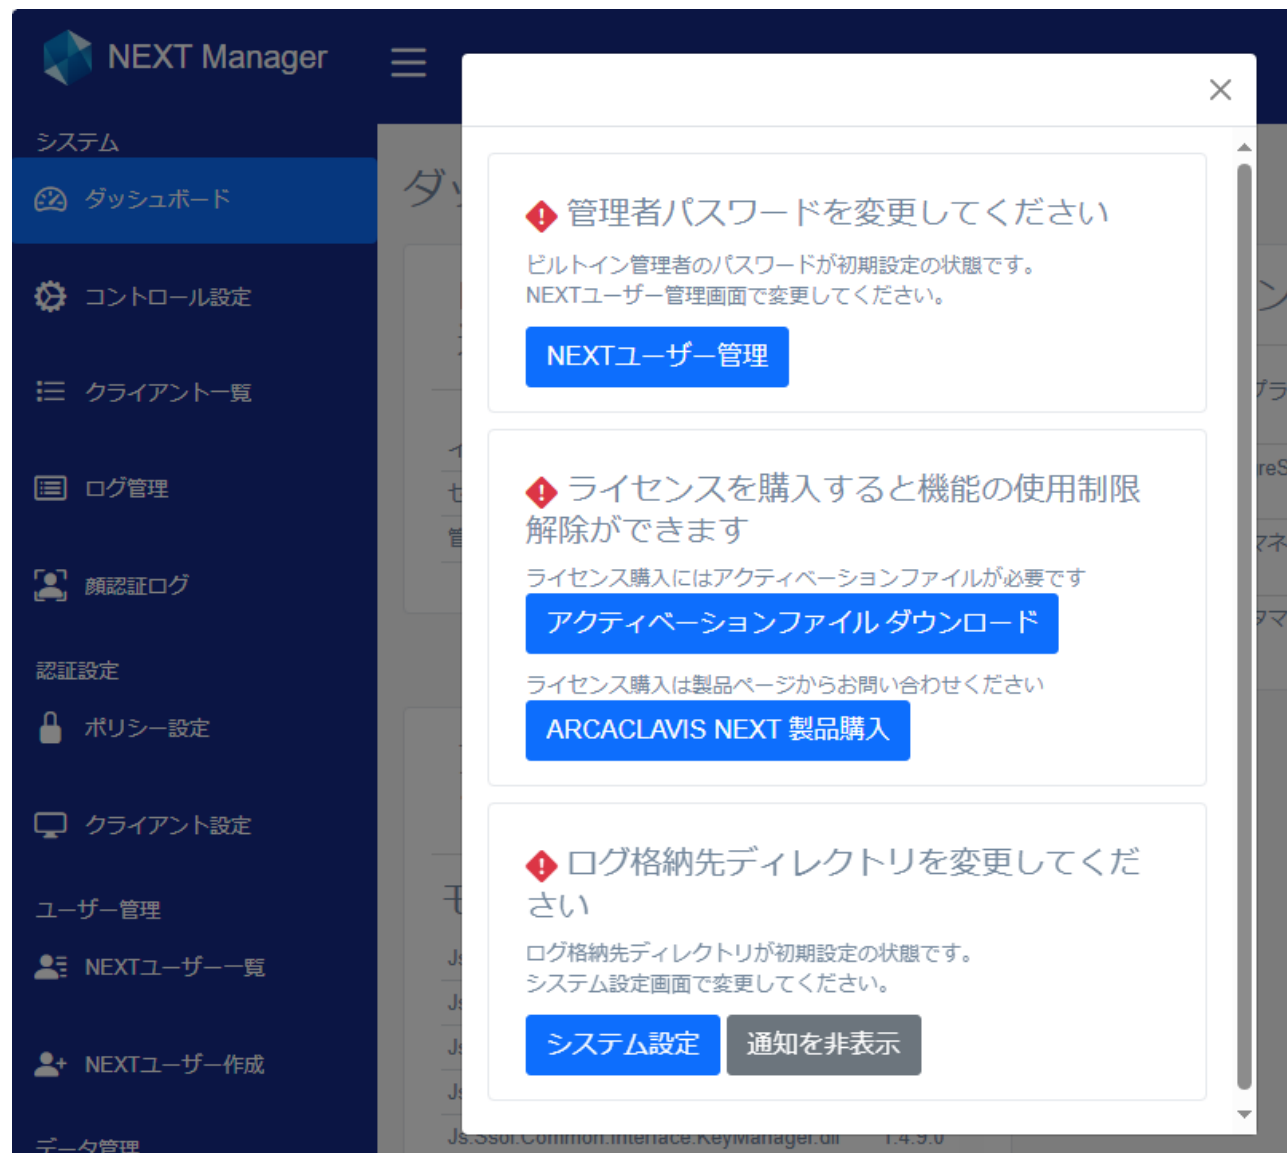 NEXT Manager
システム
ダッシュボード
コントロール設定
クライアント一覧
ログ管理
顔認証ログ
認証設定
ポリシー設定
クライアント設定
ユーザー管理
NEXTユーザー一覧
NEXTユーザー作成
データ管理
管理者パスワードを変更してください
ビルトイン管理者のパスワードが初期設定の状態です。
NEXTユーザー管理画面で変更してください。
NEXTユーザー管理
ライセンスを購入すると機能の使用制限
解除ができます
ライセンス購入にはアクティベーションファイルが必要です
アクティベーションファイル ダウンロード
ライセンス購入は製品ページからお問い合わせください
ARCACLAVIS NEXT 製品購入
ログ格納先ディレクトリを変更してくだ
さい
ログ格納先ディレクトリが初期設定の状態です。
システム設定画面で変更してください。
システム設定
通知を非表示
Js.Ssol.Common.Interface.KeyManager.dll 1.4.9.0